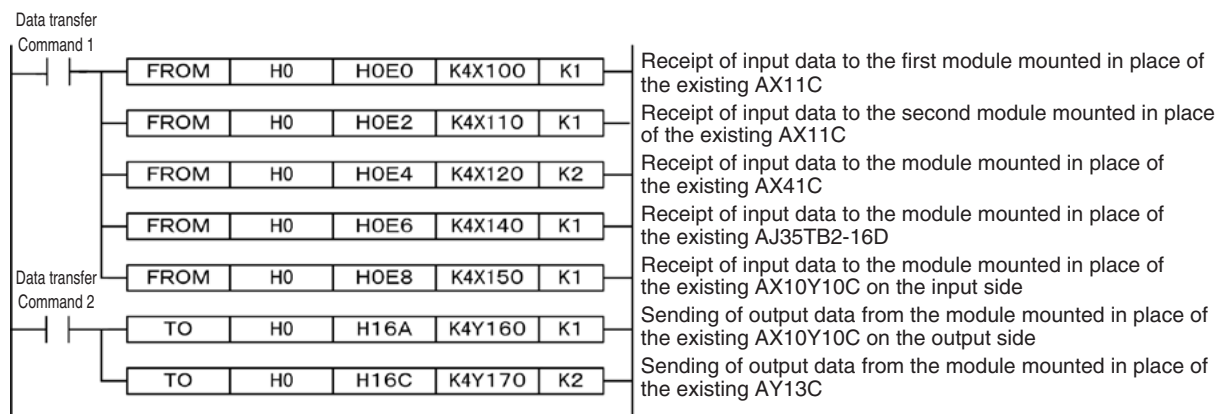 Data transfer
Command 1
FROM H0 H0E0 K4X100 K1
Receipt of input data to the first module mounted in place of
the existing AX11C
FROM H0 H0E2 K4X110 K1
Receipt of input data to the second module mounted in place
of the existing AX11C
FROM H0 H0E4 K4X120 K2
Receipt of input data to the module mounted in place of
the existing AX41C
FROM H0 H0E6 K4X140 K1
Receipt of input data to the module mounted in place of
the existing AJ35TB2-16D
FROM H0 H0E8 K4X150 K1
Receipt of input data to the module mounted in place of
the existing AX10Y10C on the input side
Data transfer
Command 2
TO H0 H16A K4Y160 K1
Sending of output data from the module mounted in place of
the existing AX10Y10C on the output side
TO H0 H16C K4Y170 K2
Sending of output data from the module mounted in place of
the existing AY13C